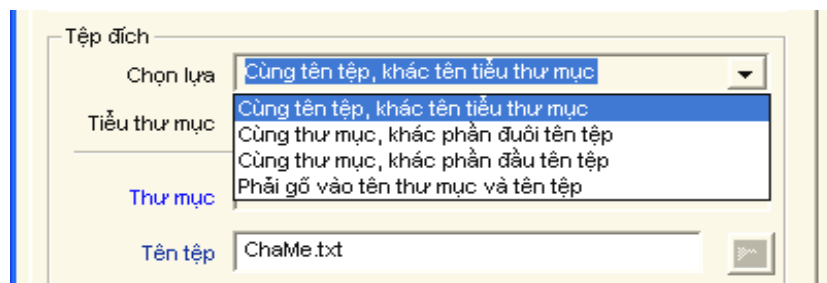 Tệp đích
Chọn lựa Cùng tên tệp, khác tên tiểu thư mục
Cùng tên tệp, khác tên tiểu thư mục
Tiểu thư mục
Cùng thư mục, khác phần đuôi tên tệp
Cùng thư mục, khác phần đầu tên tệp
Phải gõ vào tên thư mục và tên tệp
Thư mục
Tên tệp ChaMe.txt